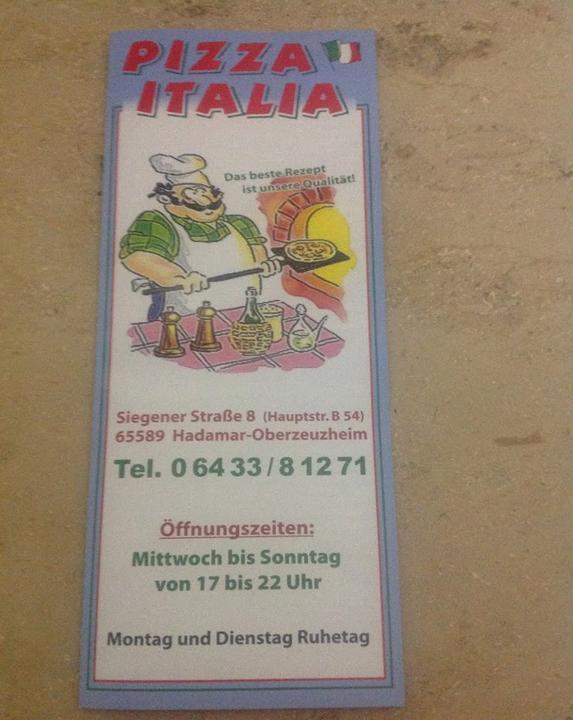 PIZZA
ITALIA
Das beste Rezept
ist unsere Qualität!
Siegener Straße 8 (Hauptstr. B 54)
65589 Hadamar-Oberzeuzheim
Tel. 0 64 33 / 8 12 71
Öffnungszeiten:
Mittwoch bis Sonntag
von 17 bis 22 Uhr
Montag und Dienstag Ruhetag